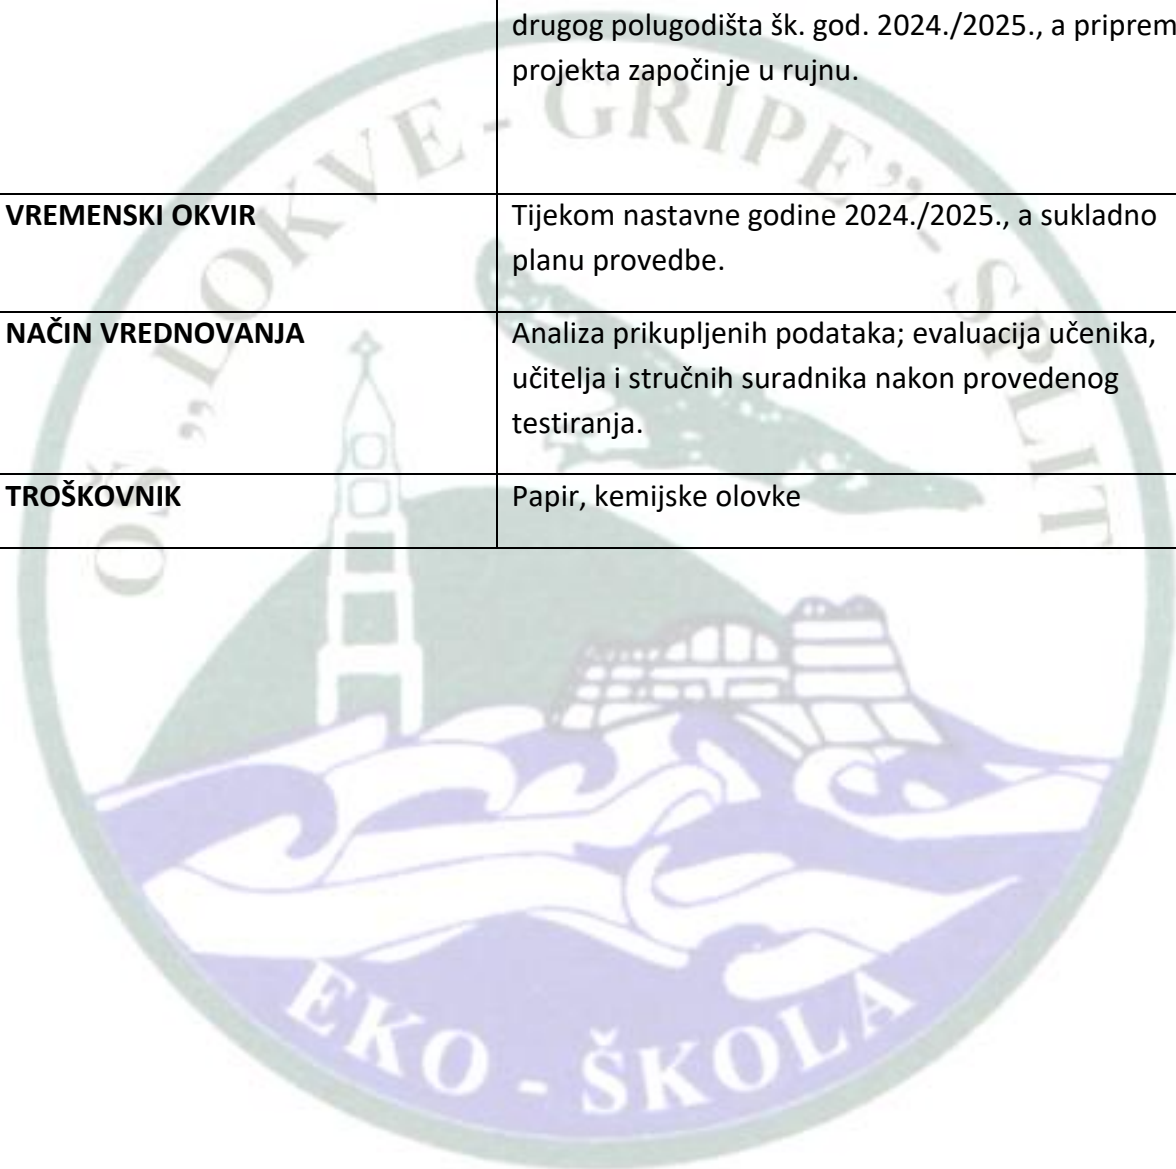 drugog polugodišta šk. god. 2024./2025., a priprem
projekta započinje u rujnu.
VREMENSKI OKVIR
Tijekom nastavne godine 2024./2025., a sukladno
planu provedbe.
NAČIN VREDNOVANJA
Analiza prikupljenih podataka; evaluacija učenika,
učitelja i stručnih suradnika nakon provedenog
testiranja.
TROŠKOVNIK
Papir, kemijske olovke
OŠ „LOKVE - GRIPE” - SPLIT
EKO - ŠKOLA